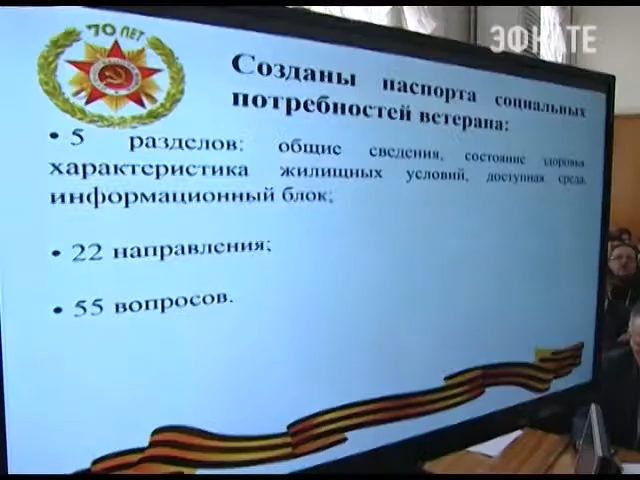 ЭФКАТЕ
70 ЛЕТ
Созданы паспорта социальных
потребностей ветерана:
• 5 разделов: общие сведения, состояние здоровья
характеристика жилищных условий, доступная среда,
информационный блок;
• 22 направления;
• 55 вопросов.